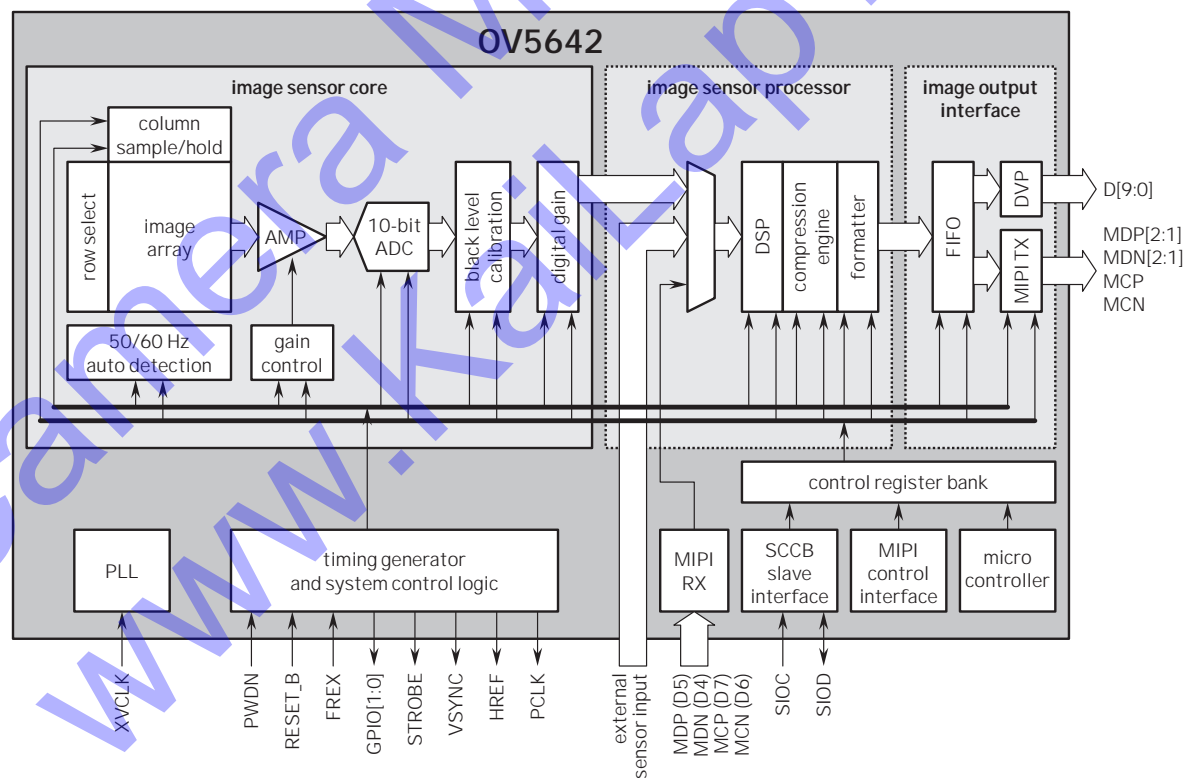 OV5642
image sensor core
image sensor processor
image output
interface
column
sample/hold
row select
image
array
AMP
10-bit
ADC
black level
calibration
digital gain
DSP
compression
engine
formatter
FIFO
DVP
MIPI TX
D[9:0]
MDP[2:1]
MDN[2:1]
MCP
MCN
50/60 Hz
auto detection
gain
control
control register bank
PLL
timing generator
and system control logic
MIPI
RX
SCCB
slave
interface
MIPI
control
interface
micro
controller
XVCLK
PWDN
RESET_B
FREX
GPIO[1:0]
STROBE
VSYNC
HREF
PCLK
external
sensor input
MDP (D5)
MDN (D4)
MCP (D7)
MCN (D6)
SIOC
SIOD